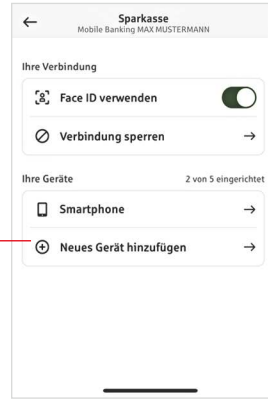 Sparkasse
Mobile Banking MAX MUSTERMANN
Ihre Verbindung
Face ID verwenden
Verbindung sperren
Ihre Geräte 2 von 5 eingerichtet
Smartphone
Neues Gerät hinzufügen